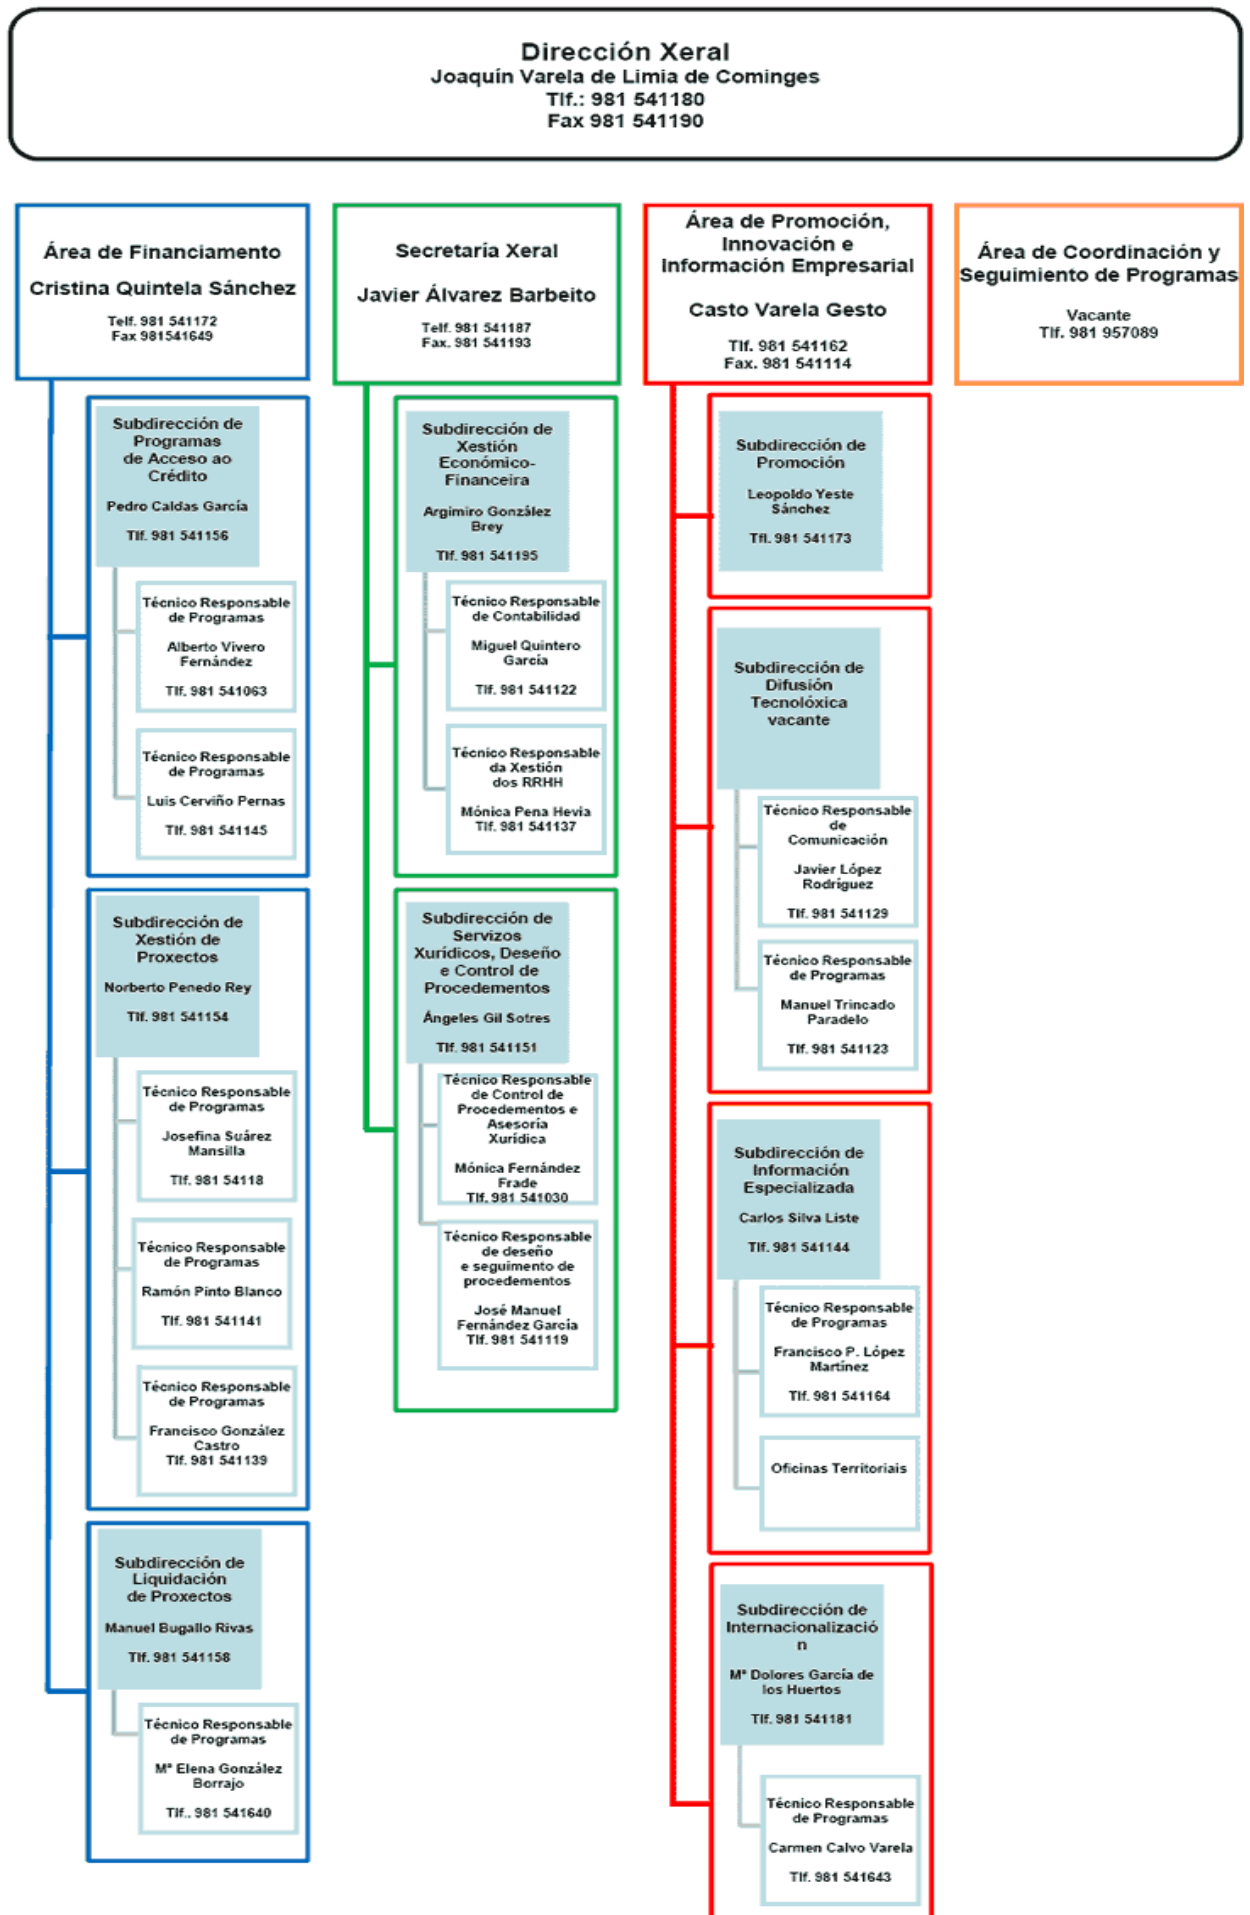 Dirección Xeral
Joaquín Varela de Limia de Cominges
Tlf.: 981 541180
Fax 981 541190
Área de Financiamento
Cristina Quintela Sánchez
Telf. 981 541172
Fax 981541649
Subdirección de
Programas
de Acceso ao
Crédito
Pedro Caldas García
Tlf. 981 541156
Técnico Responsable
de Programas
Alberto Vivero
Fernández
Tlf. 981 541063
Técnico Responsable
de Programas
Luis Cerviño Pernas
Tlf. 981 541145
Subdirección de
Xestión de
Proxectos
Norberto Penedo Rey
Tlf. 981 541154
Técnico Responsable
de Programas
Josefina Suárez
Mansilla
Tlf. 981 54118
Técnico Responsable
de Programas
Ramón Pinto Blanco
Tlf. 981 541141
Técnico Responsable
de Programas
Francisco González
Castro
Tlf. 981 541139
Subdirección de
Liquidación
de Proxectos
Manuel Bugallo Rivas
Tlf. 981 541158
Técnico Responsable
de Programas
Mª Elena González
Borrajo
Tlf.. 981 541640
Secretaría Xeral
Javier Álvarez Barbeito
Telf. 981 541187
Fax. 981 541193
Subdirección de
Xestión
Económico-
Financeira
Argimiro González
Brey
Tlf. 981 541195
Técnico Responsable
de Contabilidad
Miguel Quintero
García
Tlf. 981 541122
Técnico Responsable
da Xestión
dos RRHH
Mónica Pena Hevia
Tlf. 981 541137
Subdirección de
Servizos
Xurídicos, Deseño
e Control de
Procedementos
Ángeles Gil Sotres
Tlf. 981 541151
Técnico Responsable
de Control de
Procedementos e
Asesoría
Xurídica
Mónica Fernández
Frade
Tlf. 981 541030
Técnico Responsable
de deseño
e seguimento de
procedementos
José Manuel
Fernández García
Tlf. 981 541119
Área de Promoción,
Innovación e
Información Empresarial
Casto Varela Gesto
Tlf. 981 541162
Fax. 981 541114
Subdirección de
Promoción
Leopoldo Yeste
Sánchez
Tfl. 981 541173
Subdirección de
Difusión
Tecnolóxica
vacante
Técnico Responsable
de
Comunicación
Javier López
Rodríguez
Tlf. 981 541129
Técnico Responsable
de Programas
Manuel Trincado
Paradelo
Tlf. 981 541123
Subdirección de
Información
Especializada
Carlos Silva Liste
Tlf. 981 541144
Técnico Responsable
de Programas
Francisco P. López
Martínez
Tlf. 981 541164
Oficinas Territoriais
Subdirección de
Internacionalizació
n
Mª Dolores García de
los Huertos
Tlf. 981 541181
Técnico Responsable
de Programas
Carmen Calvo Varela
Tlf. 981 541643
Área de Coordinación y
Seguimiento de Programas
Vacante
Tlf. 981 957089